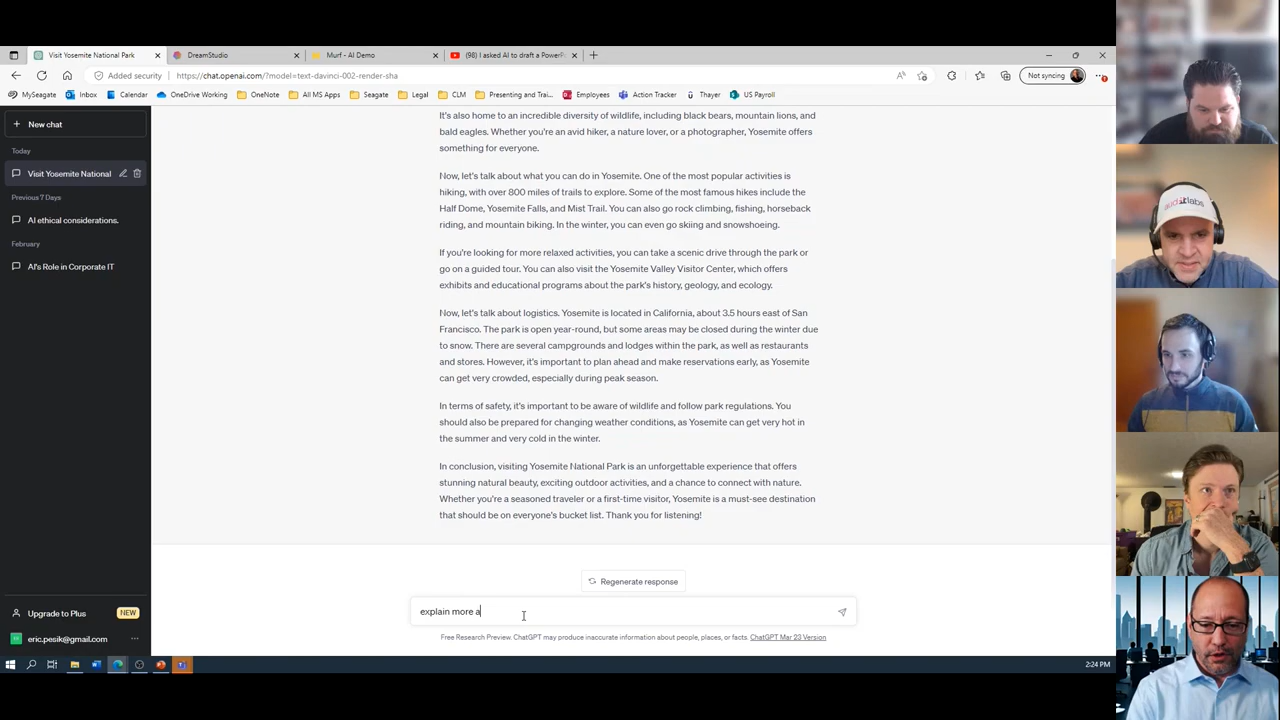 Visit Yosemite National Park
DreamStudio
Murf - AI Demo
(98) I asked AI to draft a PowerP
Added security
https://chat.openai.com/?model=text-davinci-002-render-sha
Not syncing
MySeagate
Inbox
Calendar
OneDrive Working
OneNote
All MS Apps
Seagate
Legal
CLM
Presenting and Trai...
Employees
Action Tracker
Thayer
US Payroll
New chat
Today
Visit Yosemite National
Previous 7 Days
AI ethical considerations.
February
AI's Role in Corporate IT
Upgrade to Plus
NEW
eric.pesik@gmail.com
It's also home to an incredible diversity of wildlife, including black bears, mountain lions, and
bald eagles. Whether you're an avid hiker, a nature lover, or a photographer, Yosemite offers
something for everyone.
Now, let's talk about what you can do in Yosemite. One of the most popular activities is
hiking, with over 800 miles of trails to explore. Some of the most famous hikes include the
Half Dome, Yosemite Falls, and Mist Trail. You can also go rock climbing, fishing, horseback
riding, and mountain biking. In the winter, you can even go skiing and snowshoeing.
If you're looking for more relaxed activities, you can take a scenic drive through the park or
go on a guided tour. You can also visit the Yosemite Valley Visitor Center, which offers
exhibits and educational programs about the park's history, geology, and ecology.
Now, let's talk about logistics. Yosemite is located in California, about 3.5 hours east of San
Francisco. The park is open year-round, but some areas may be closed during the winter due
to snow. There are several campgrounds and lodges within the park, as well as restaurants
and stores. However, it's important to plan ahead and make reservations early, as Yosemite
can get very crowded, especially during peak season.
In terms of safety, it's important to be aware of wildlife and follow park regulations. You
should also be prepared for changing weather conditions, as Yosemite can get very hot in
the summer and very cold in the winter.
In conclusion, visiting Yosemite National Park is an unforgettable experience that offers
stunning natural beauty, exciting outdoor activities, and a chance to connect with nature.
Whether you're a seasoned traveler or a first-time visitor, Yosemite is a must-see destination
that should be on everyone's bucket list. Thank you for listening!
Regenerate response
explain more a
Free Research Preview. ChatGPT may produce inaccurate information about people, places, or facts. ChatGPT Mar 23 Version
2:24 PM
auditlabs